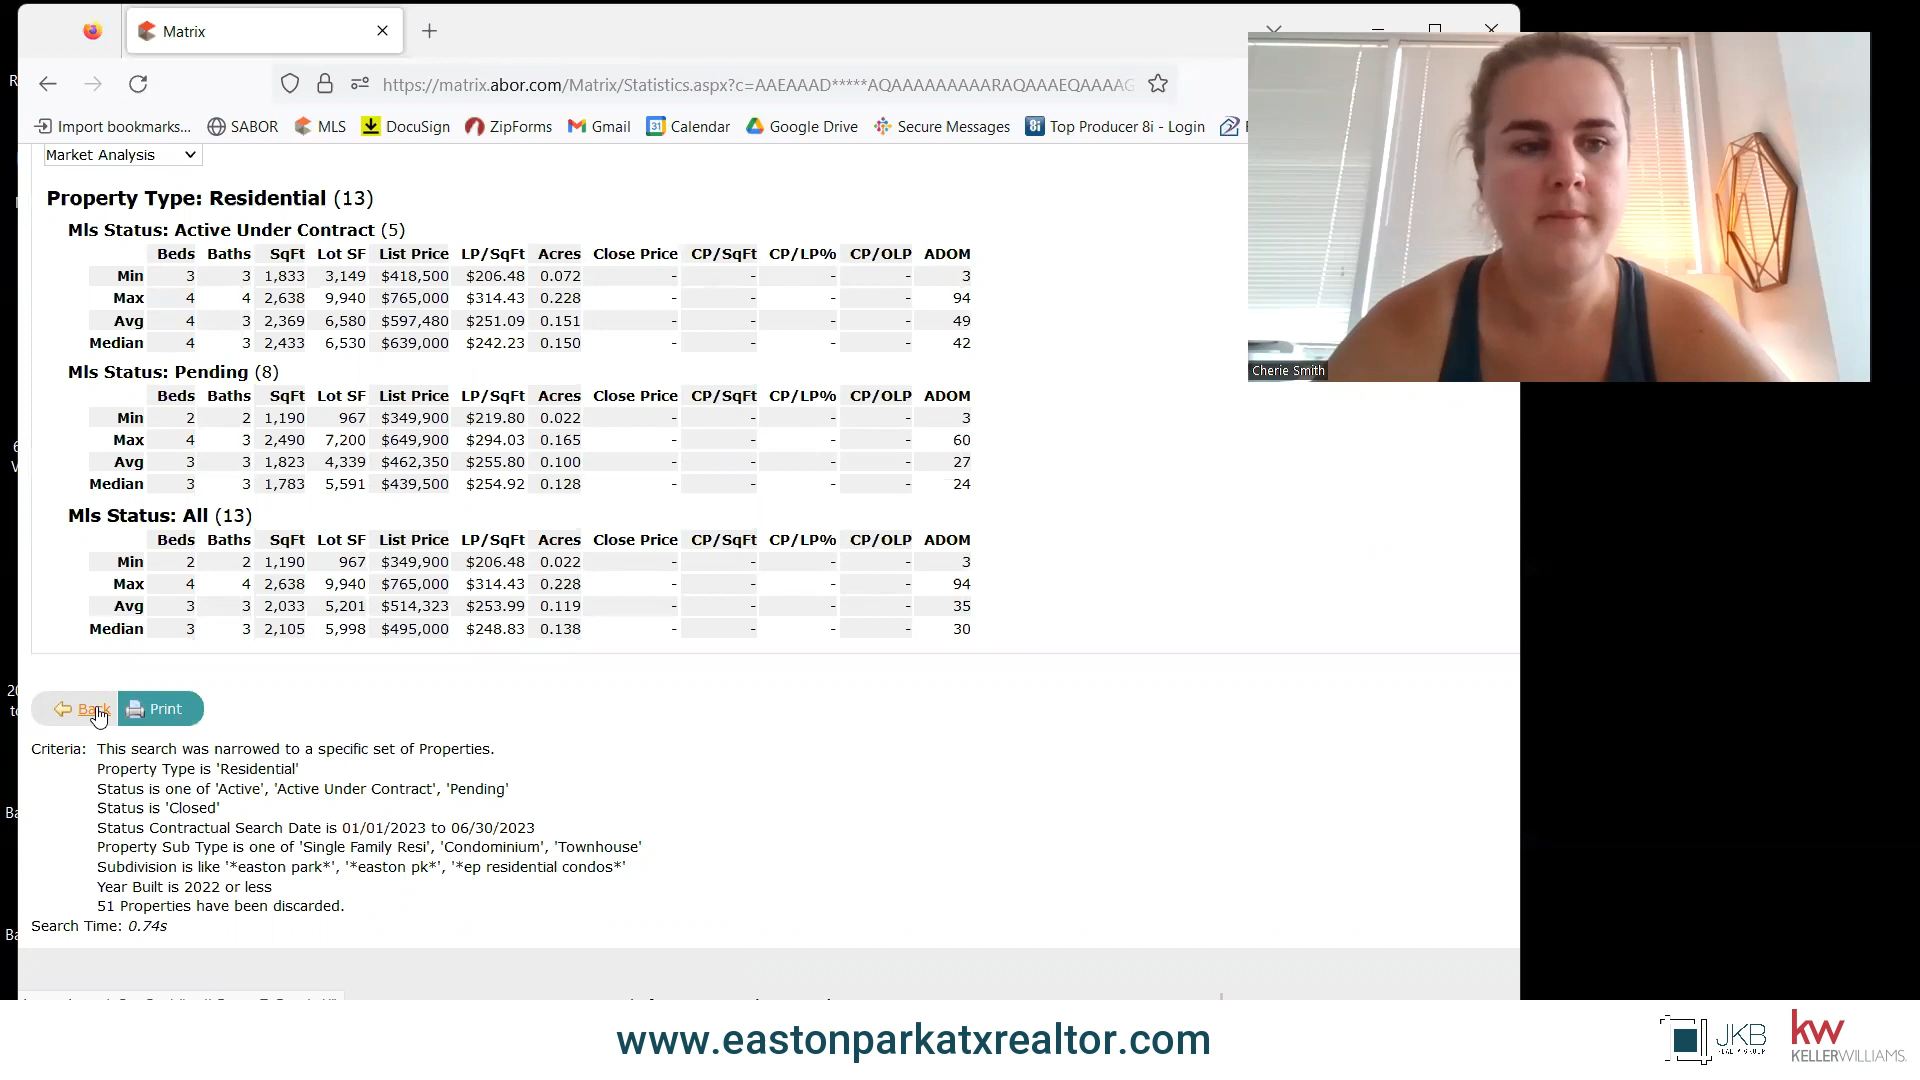 Matrix
https://matrix.abor.com/Matrix/Statistics.aspx?c=AAEAAAD*****AQAAAAAAAAARAQAAAEQAAAAG
Import bookmarks... SABOR MLS DocuSign ZipForms Gmail 31 Calendar Google Drive Secure Messages 8i Top Producer 8i - Login
Market Analysis
Property Type: Residential (13)
Mls Status: Active Under Contract (5)
Beds Baths SqFt Lot SF List Price LP/SqFt Acres Close Price CP/SqFt CP/LP% CP/OLP ADOM
Min 3 3 1,833 3,149 $418,500 $206.48 0.072 - - - - 3
Max 4 4 2,638 9,940 $765,000 $314.43 0.228 - - - - 94
Avg 4 3 2,369 6,580 $597,480 $251.09 0.151 - - - - 49
Median 4 3 2,433 6,530 $639,000 $242.23 0.150 - - - - 42
Mls Status: Pending (8)
Beds Baths SqFt Lot SF List Price LP/SqFt Acres Close Price CP/SqFt CP/LP% CP/OLP ADOM
Min 2 2 1,190 967 $349,900 $219.80 0.022 - - - - 3
Max 4 3 2,490 7,200 $649,900 $294.03 0.165 - - - - 60
Avg 3 3 1,823 4,339 $462,350 $255.80 0.100 - - - - 27
Median 3 3 1,783 5,591 $439,500 $254.92 0.128 - - - - 24
Mls Status: All (13)
Beds Baths SqFt Lot SF List Price LP/SqFt Acres Close Price CP/SqFt CP/LP% CP/OLP ADOM
Min 2 2 1,190 967 $349,900 $206.48 0.022 - - - - 3
Max 4 4 2,638 9,940 $765,000 $314.43 0.228 - - - - 94
Avg 3 3 2,033 5,201 $514,323 $253.99 0.119 - - - - 35
Median 3 3 2,105 5,998 $495,000 $248.83 0.138 - - - - 30
Back Print
Criteria: This search was narrowed to a specific set of Properties.
Property Type is 'Residential'
Status is one of 'Active', 'Active Under Contract', 'Pending'
Status is 'Closed'
Status Contractual Search Date is 01/01/2023 to 06/30/2023
Property Sub Type is one of 'Single Family Resi', 'Condominium', 'Townhouse'
Subdivision is like '*easton park*', '*easton pk*', '*ep residential condos*'
Year Built is 2022 or less
51 Properties have been discarded.
Search Time: 0.74s
Cherie Smith
www.eastonparkatxrealtor.com
JKB
REALTY GROUP
kw
KELLERWILLIAMS.